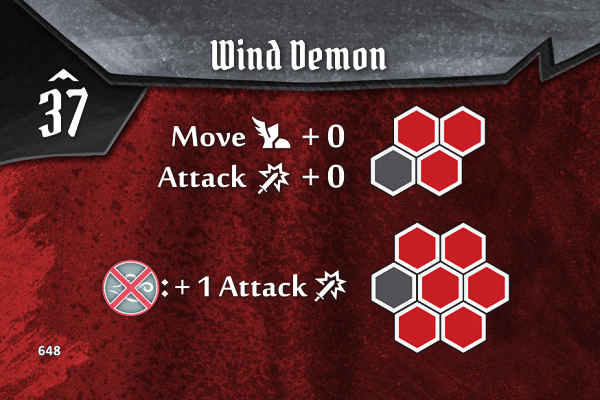 Wind Demon
37
Move + 0
Attack + 0
: + 1 Attack
648